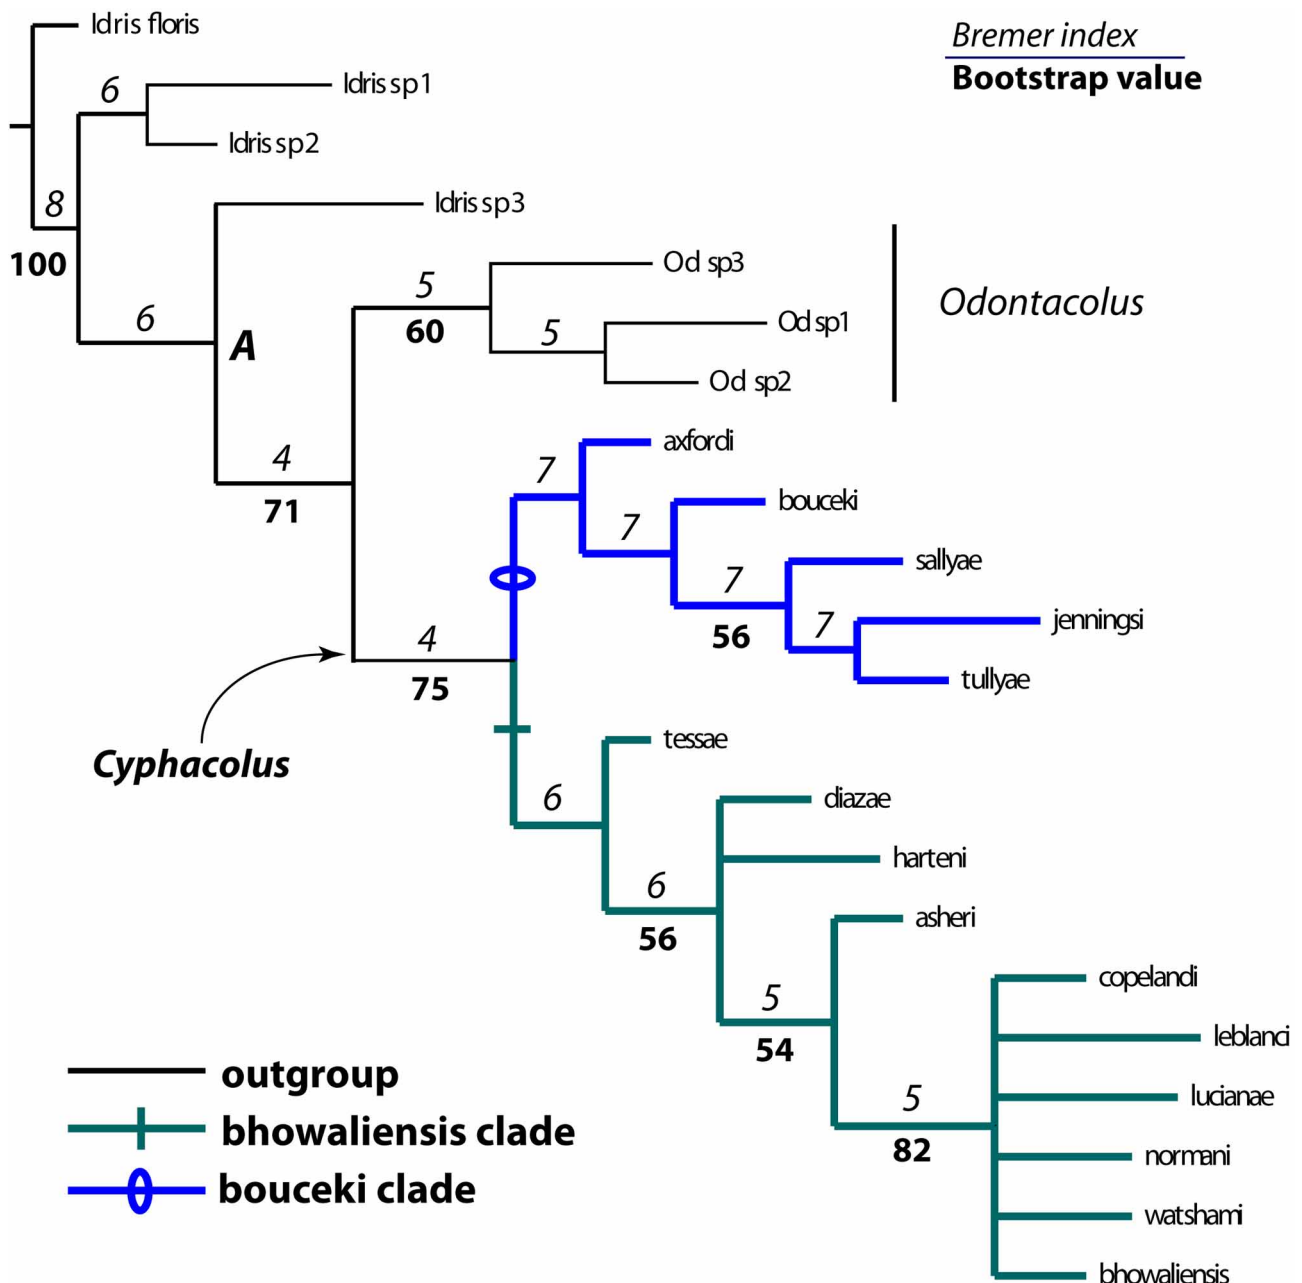 Idris floris
Bremer index
Bootstrap value
6
Idris sp1
Idris sp2
8
Idris sp3
100
Od sp3
5
6
Odontacolus
A
60
5
Od sp1
Od sp2
axfordi
4
7
71
bouceki
7
sallyae
7
jenningsi
4
56
7
75
tullyae
Cyphacolus
tessae
6
diazae
harteni
6
56
asheri
copelandi
5
54
leblanci
outgroup
lucianae
5
bhowaliensis clade
82
normani
bouceki clade
watshami
bhowaliensis